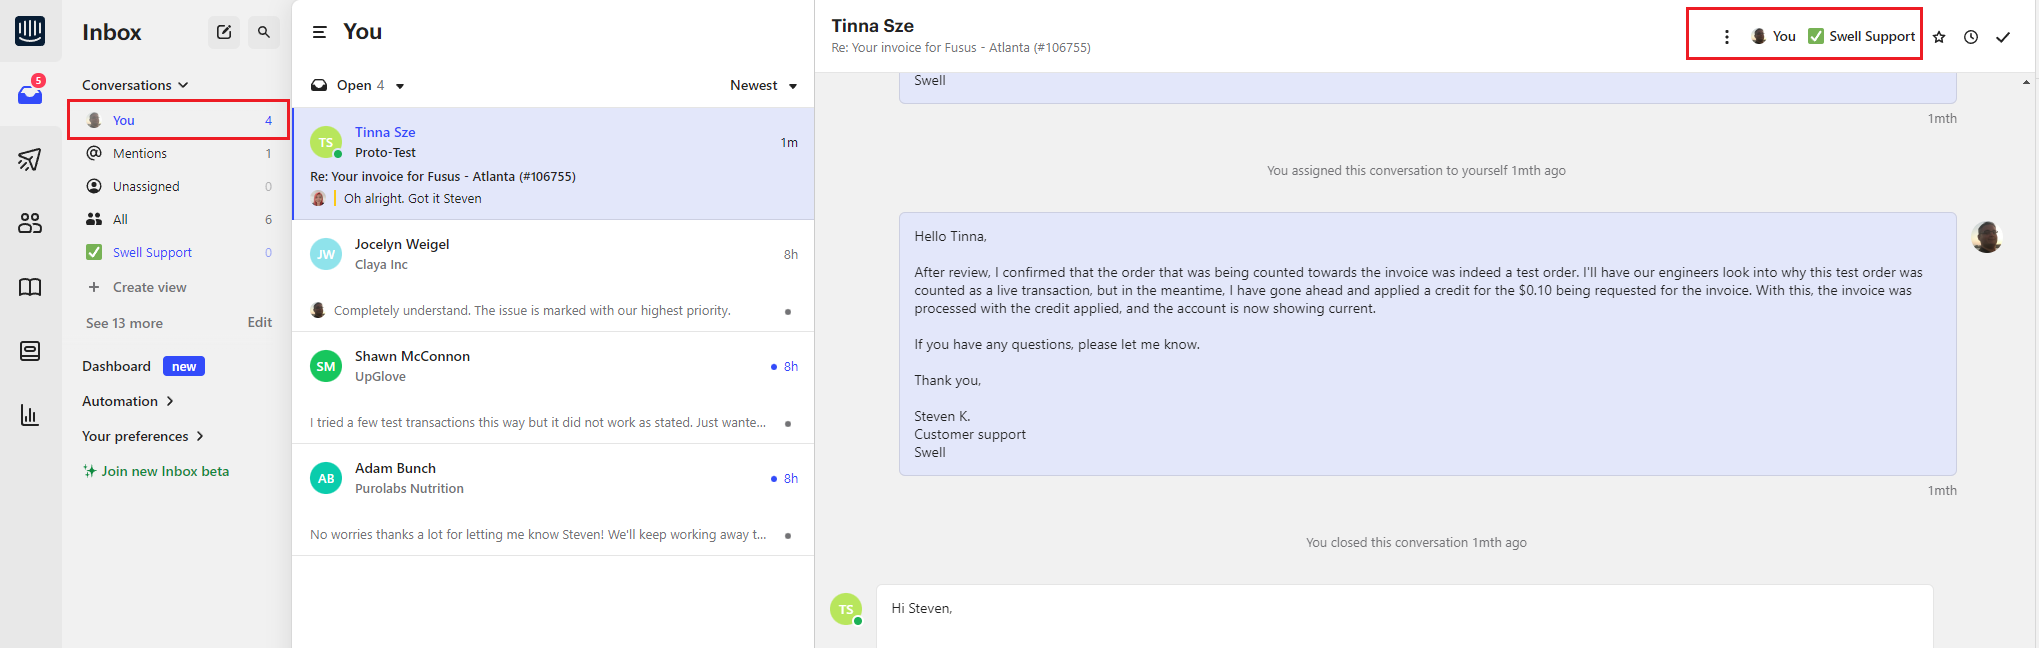 Inbox
5
Conversations
You 4
@ Mentions 1
Unassigned 0
All 6
Swell Support 0
+ Create view
See 13 more Edit
Dashboard new
Automation
Your preferences
Join new Inbox beta
You
Open 4 Newest
TS
Tinna Sze
Proto-Test
1m
Re: Your invoice for Fusus - Atlanta (#106755)
Oh alright. Got it Steven
JW
Jocelyn Weigel
Claya Inc
8h
Completely understand. The issue is marked with our highest priority.
SM
Shawn McConnon
UpGlove
8h
I tried a few test transactions this way but it did not work as stated. Just wante...
AB
Adam Bunch
Purolabs Nutrition
8h
No worries thanks a lot for letting me know Steven! We'll keep working away t...
Tinna Sze
Re: Your invoice for Fusus - Atlanta (#106755)
You Swell Support
Swell
1mth
You assigned this conversation to yourself 1mth ago
Hello Tinna,
After review, I confirmed that the order that was being counted towards the invoice was indeed a test order. I'll have our engineers look into why this test order was
counted as a live transaction, but in the meantime, I have gone ahead and applied a credit for the $0.10 being requested for the invoice. With this, the invoice was
processed with the credit applied, and the account is now showing current.
If you have any questions, please let me know.
Thank you,
Steven K.
Customer support
Swell
1mth
You closed this conversation 1mth ago
TS
Hi Steven,